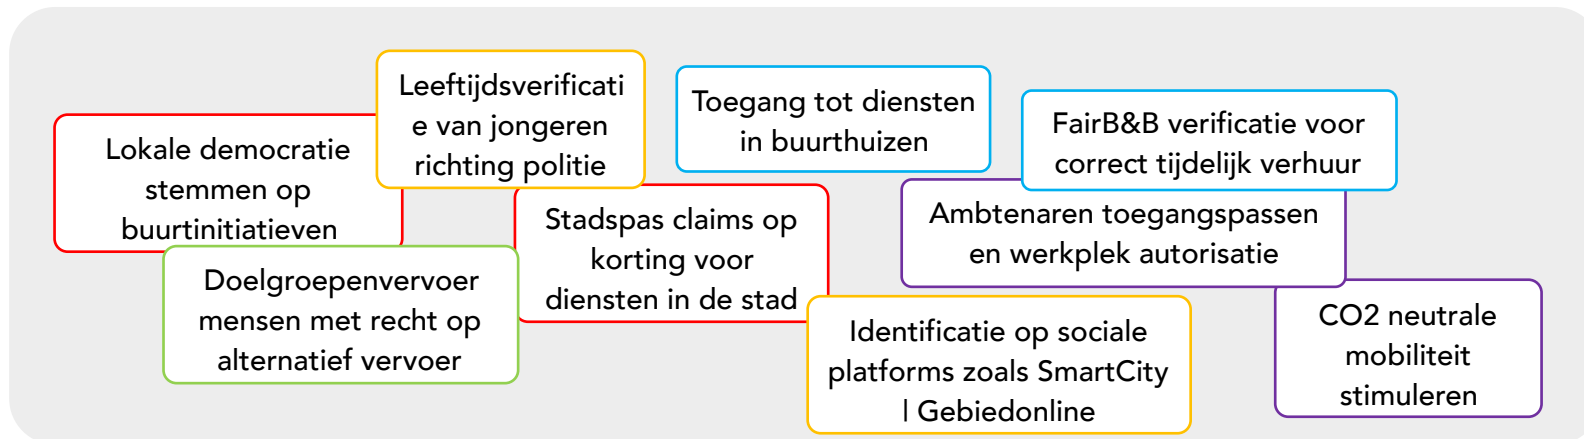 Lokale democratie
stemmen op
buurtinitiatieven
Leeftijdsverificati
e van jongeren
richting politie
Toegang tot diensten
in buurthuizen
FairB&B verificatie voor
correct tijdelijk verhuur
Doelgroepenvervoer
mensen met recht op
alternatief vervoer
Stadspas claims op
korting voor
diensten in de stad
Ambtenaren toegangspassen
en werkplek autorisatie
Identificatie op sociale
platforms zoals SmartCity
| Gebiedonline
CO2 neutrale
mobiliteit
stimuleren